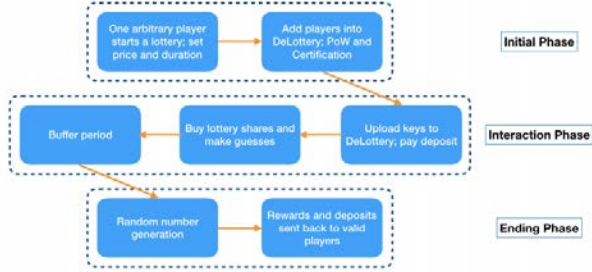 One arbitrary player
starts a lottery; set
price and duration
Add players into
DeLottery; PoW and
Certification
Initial Phase
Buffer period
Buy lottery shares and
make guesses
Upload keys to
DeLottery; pay deposit
Interaction Phase
Random number
generation
Rewards and deposits
sent back to valid
players
Ending Phase